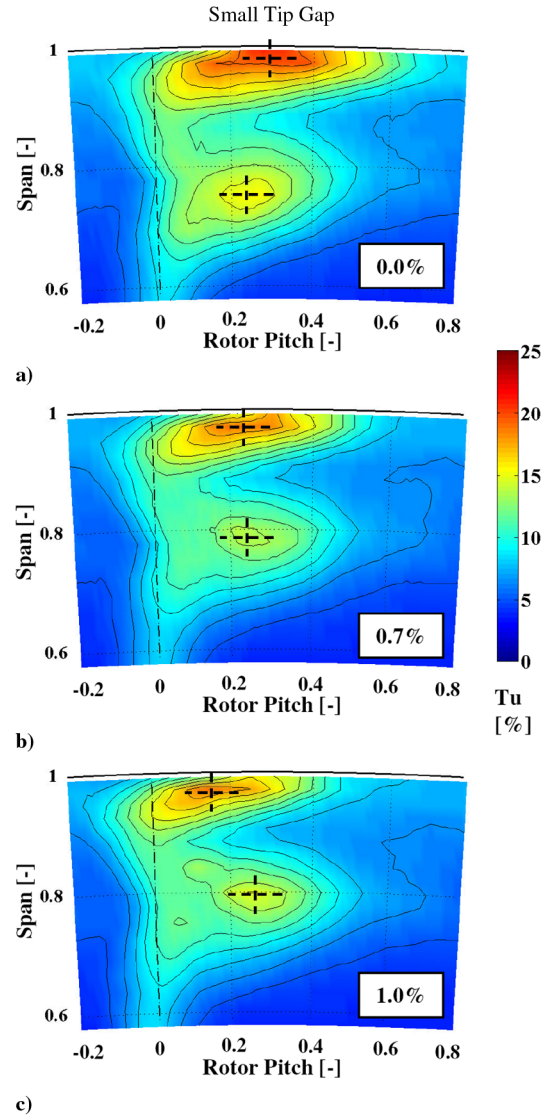 Small Tip Gap
1
0.8
0.6
Span [-]
0.0%
-0.2 0 0.2 0.4 0.6 0.8
Rotor Pitch [-]
a)
1
0.8
0.6
Span [-]
0.7%
-0.2 0 0.2 0.4 0.6 0.8
Rotor Pitch [-]
b)
25
20
15
10
5
0
Tu
[%]
1
0.8
0.6
Span [-]
1.0%
-0.2 0 0.2 0.4 0.6 0.8
Rotor Pitch [-]
c)